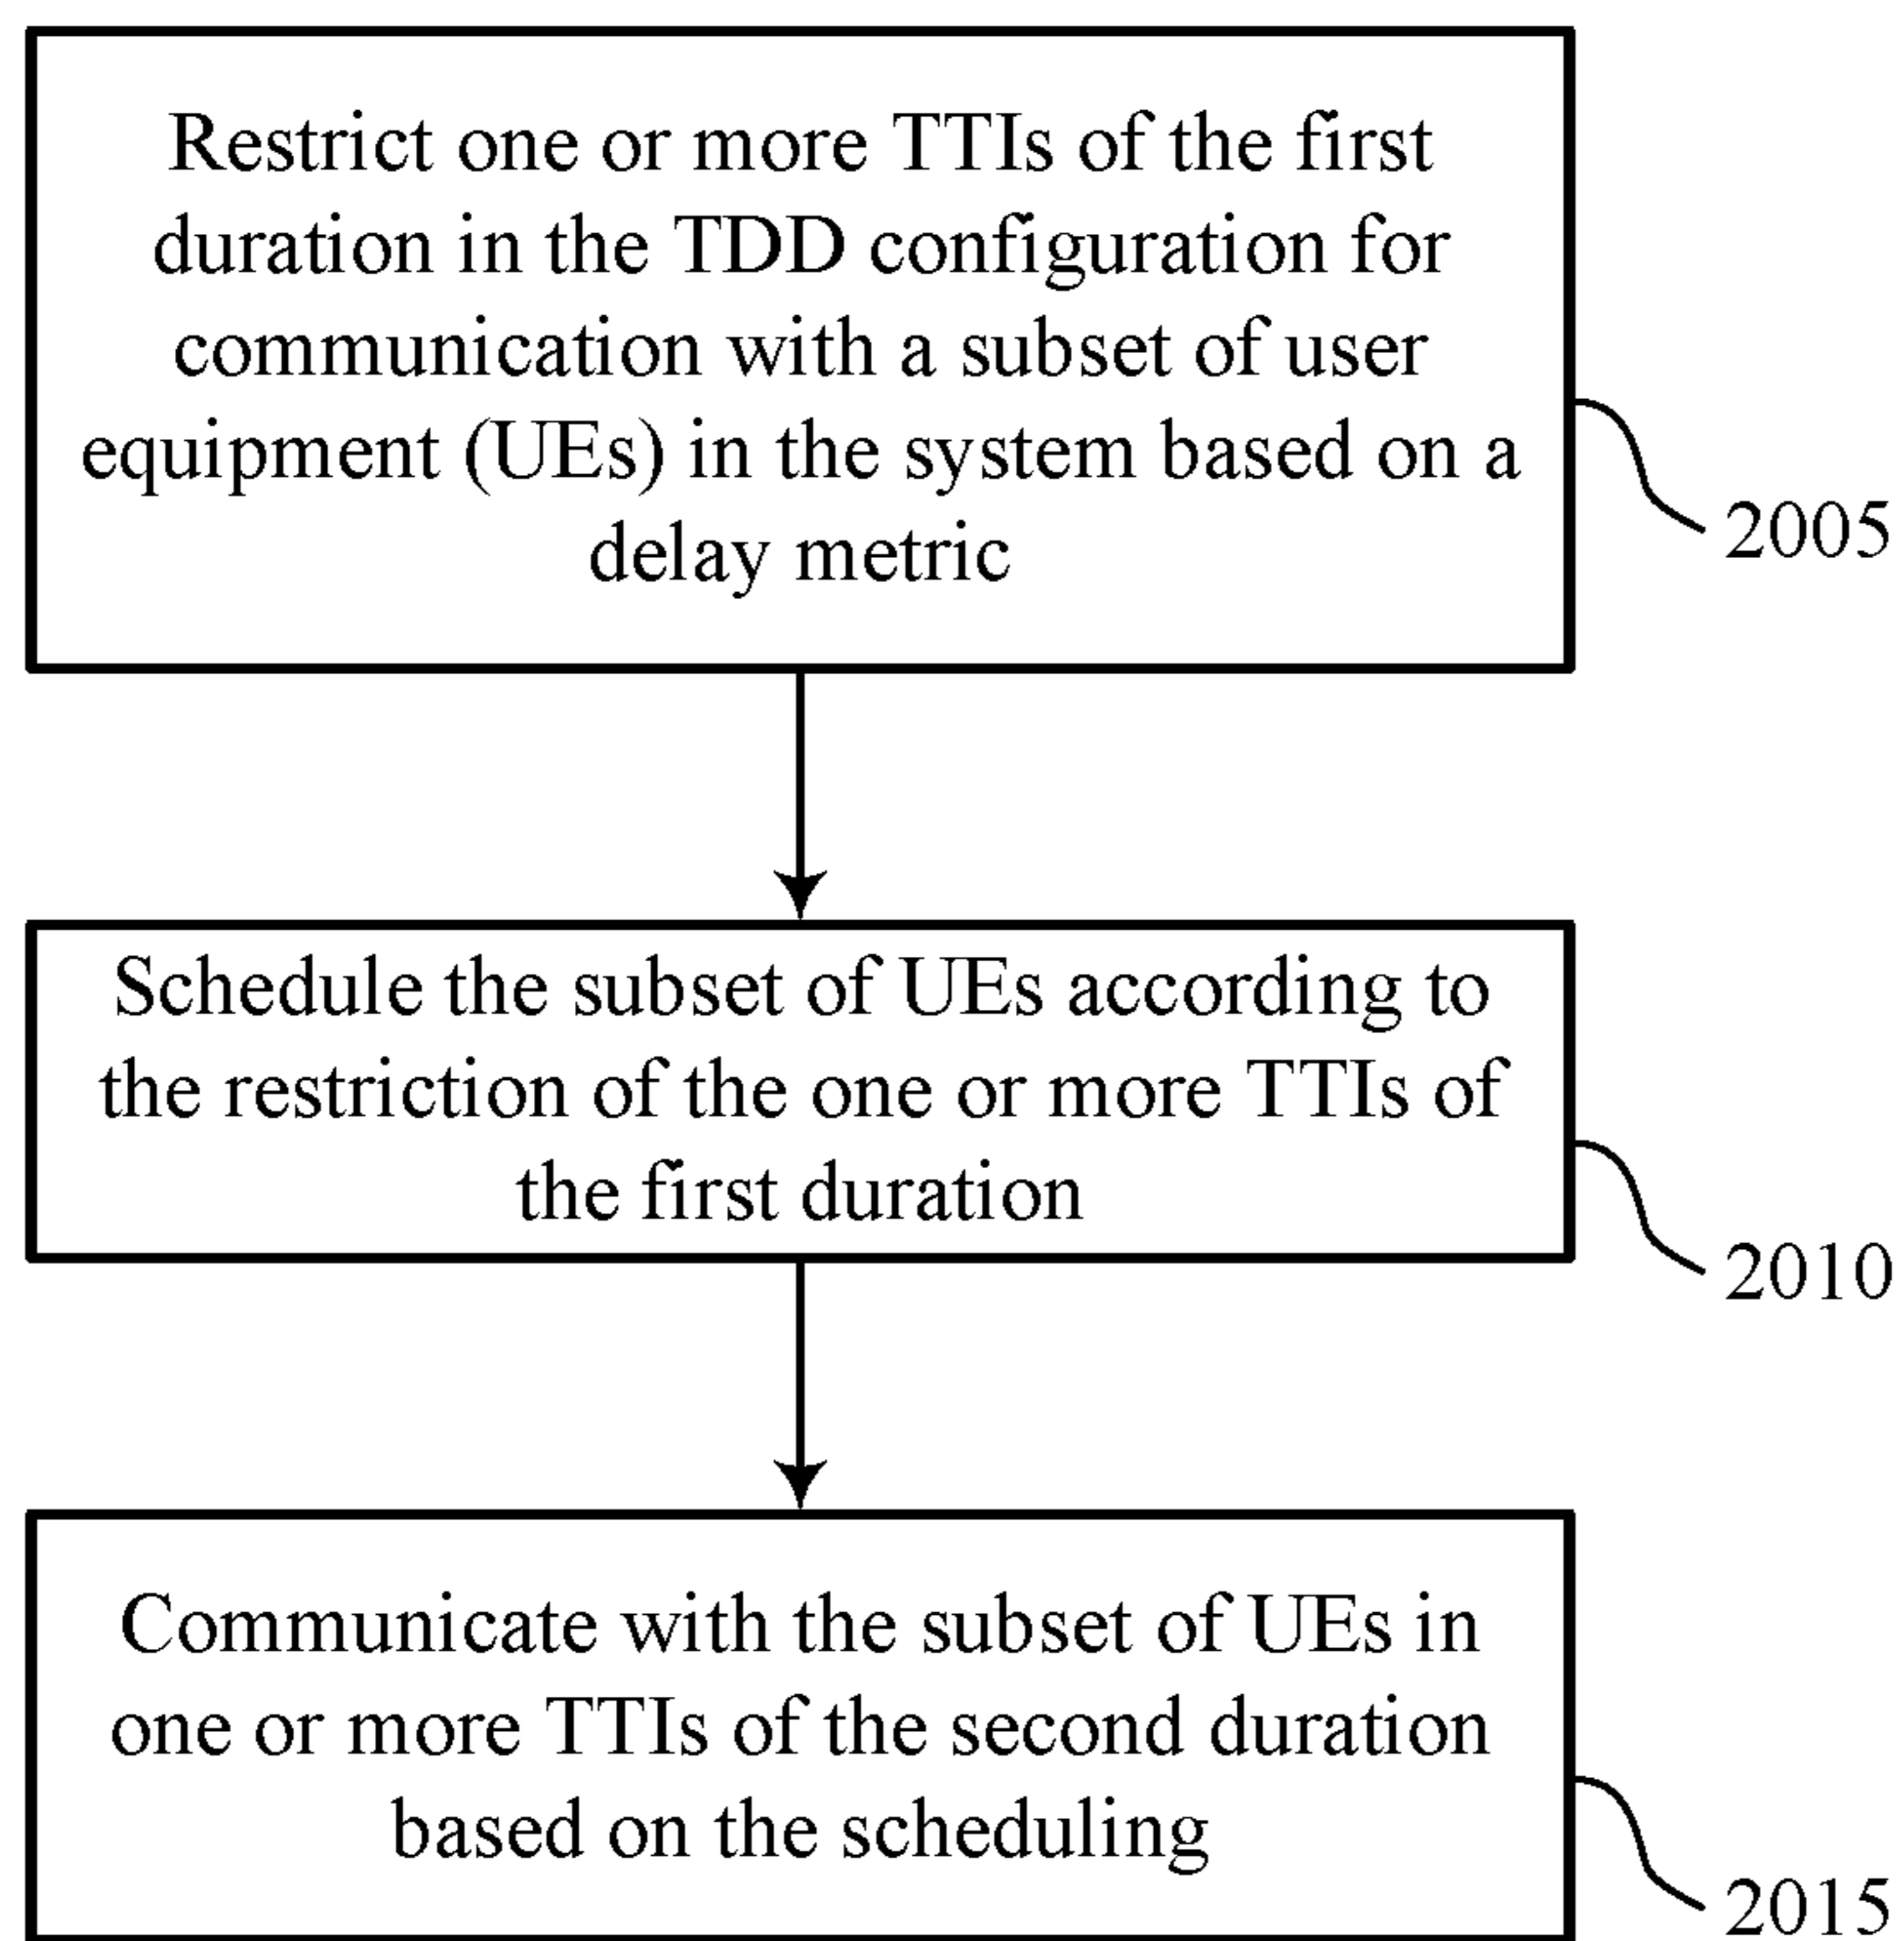 Restrict one or more TTIs of the first
duration in the TDD configuration for
communication with a subset of user
equipment (UEs) in the system based on a
delay metric
2005
Schedule the subset of UEs according to
the restriction of the one or more TTIs of
the first duration
2010
Communicate with the subset of UEs in
one or more TTIs of the second duration
based on the scheduling
2015